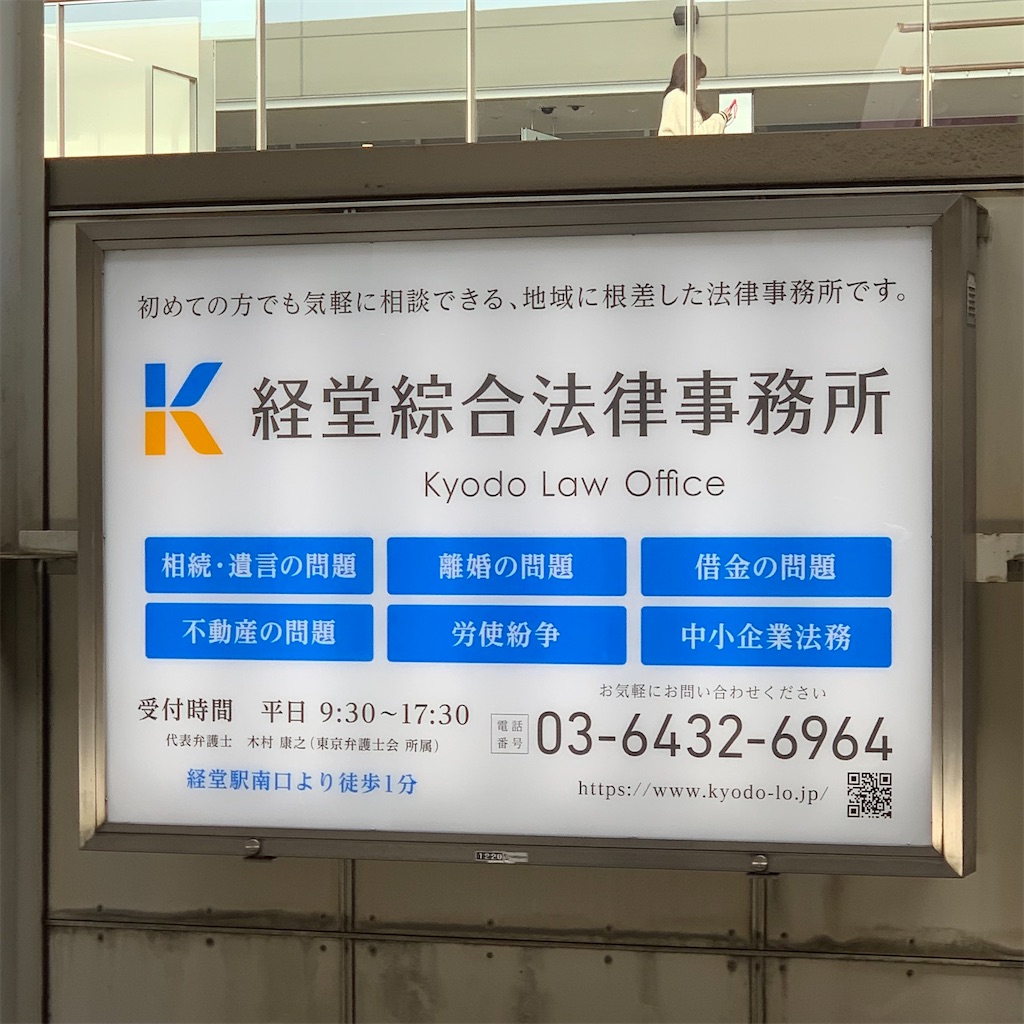 初めての方でも気軽に相談できる、地域に根差した法律事務所です。
K 経堂綜合法律事務所
Kyodo Law Office
相続・遺言の問題 離婚の問題 借金の問題
不動産の問題 労使紛争 中小企業法務
お気軽にお問い合わせください
受付時間 平日 9:30～17:30
電話番号 03-6432-6964
代表弁護士 木村 康之（東京弁護士会 所属）
経堂駅南口より徒歩1分
https://www.kyodo-lo.jp/
1220